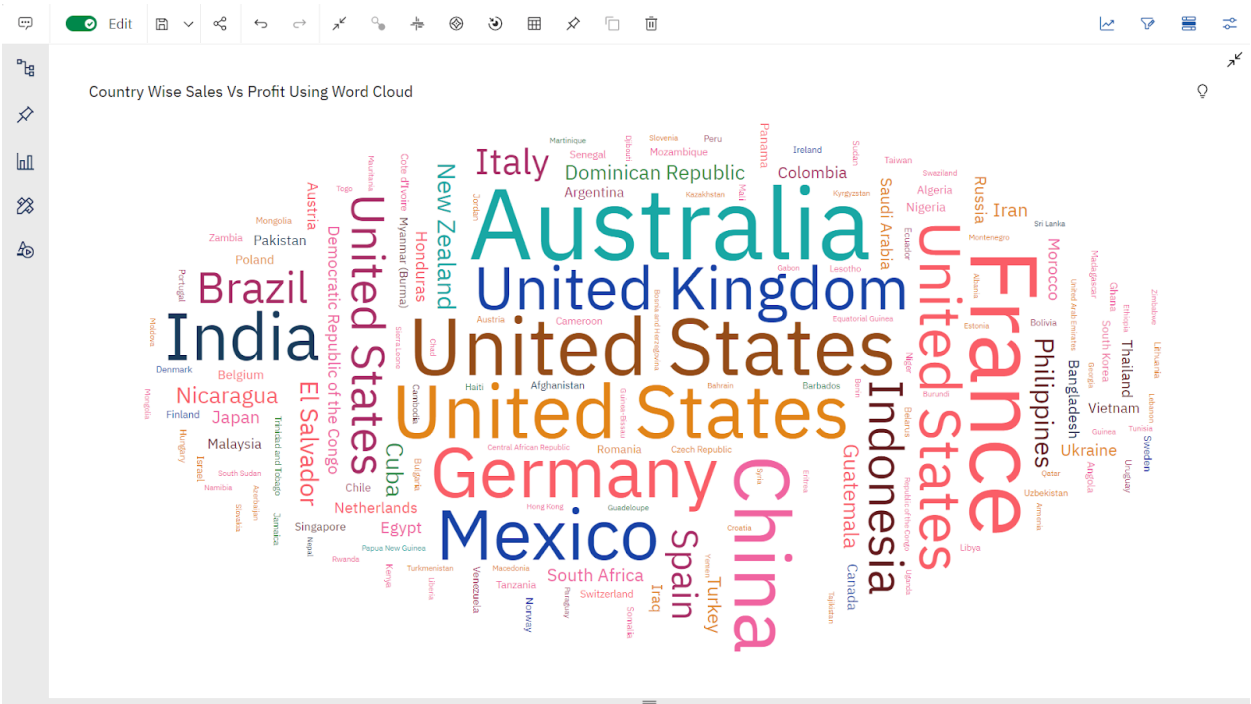 Edit
Country Wise Sales Vs Profit Using Word Cloud
Martinique
Djibouti
Slovenia
Peru
Panama
Ireland
Sudan
Italy
Senegal
Mozambique
Taiwan
Mauritania
Cote d'Ivoire
New Zealand
Dominican Republic
Colombia
Swaziland
Togo
Austria
Jordan
Argentina
Kazakhstan
Mali
Kyrgyzstan
Saudi Arabia
Algeria
Russia
Nigeria
Iran
Mongolia
United States
Myanmar (Burma)
Australia
Ecuador
Sri Lanka
Zambia
Pakistan
Democratic Republic of the Congo
Honduras
United States
Montenegro
Morocco
Poland
Madagascar
Portugal
Brazil
United Kingdom
Gabon
Lesotho
Albania
France
United Arab Emirates
Ghana
Zimbabwe
Bosnia and Herzegovina
Ethiopia
Maldova
India
Austria
Cameroon
Equatorial Guinea
Estonia
Bolivia
South Korea
Sierra Leone
Chad
United States
Niger
Philippines
Thailand
Lithuania
Denmark
Belgium
Georgia
Bangladesh
Nicaragua
El Salvador
Cambodia
Haiti
Afghanistan
United States
Guinea-Bissau
Bahrain
Barbados
Benin
Indonesia
Burundi
Mongolia
Finland
Japan
Trinidad and Tobago
Belarus
Vietnam
Lebanon
Hungary
Malaysia
Guinea
Tunisia
Sweden
Israel
Cuba
Bulgaria
Central African Republic
Romania
Czech Republic
Guatemala
Ukraine
South Sudan
Germany
China
Syria
Eritrea
Republic of the Congo
Qatar
Angola
Uruguay
Namibia
Azerbaijan
Chile
Uzbekistan
Slovakia
Jamaica
Netherlands
Hong Kong
Guadeloupe
Armenia
Singapore
Egypt
Mexico
Croatia
Nepal
Papua New Guinea
Spain
Libya
Rwanda
Kenya
Turkmenistan
Macedonia
Yemen
Uganda
Liberia
Venezuela
Tanzania
South Africa
Iraq
Turkey
Canada
Norway
Paraguay
Switzerland
Somalia
Tajikistan